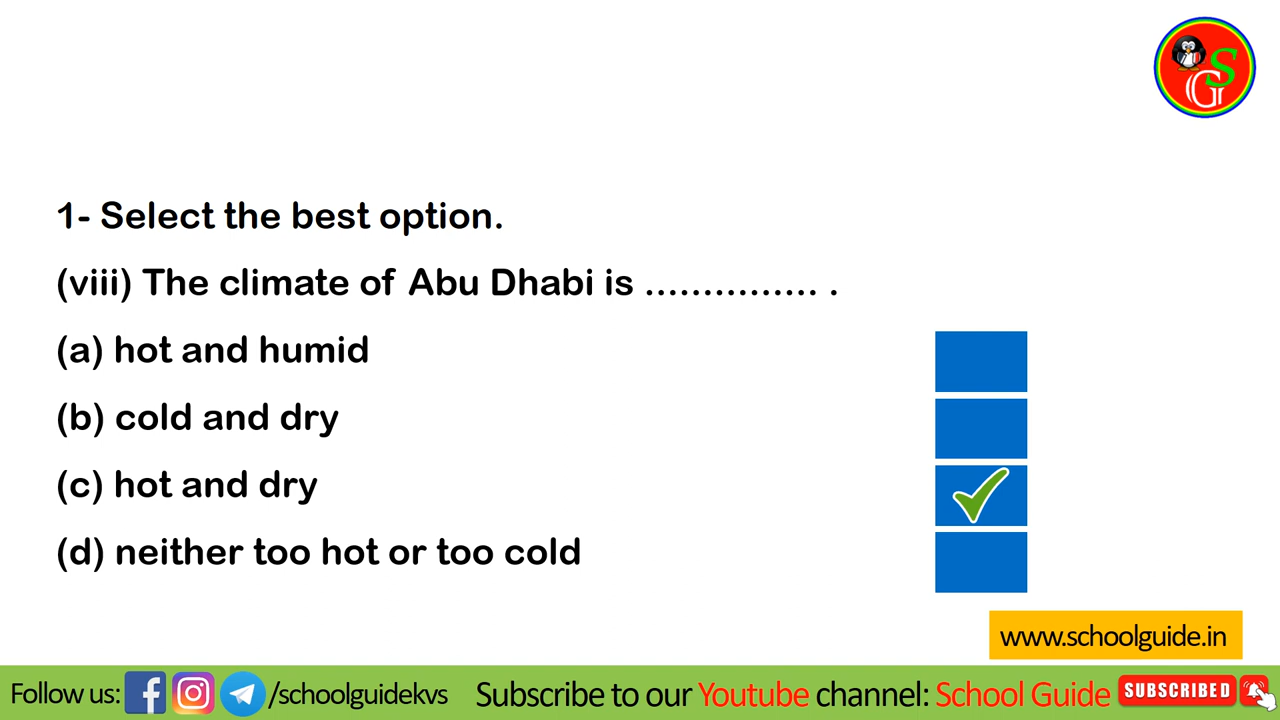 SG
1- Select the best option.
(viii) The climate of Abu Dhabi is ............... .
(a) hot and humid
(b) cold and dry
(c) hot and dry
(d) neither too hot or too cold
www.schoolguide.in
Follow us: /schoolguidekvs Subscribe to our Youtube channel: School Guide SUBSCRIBED